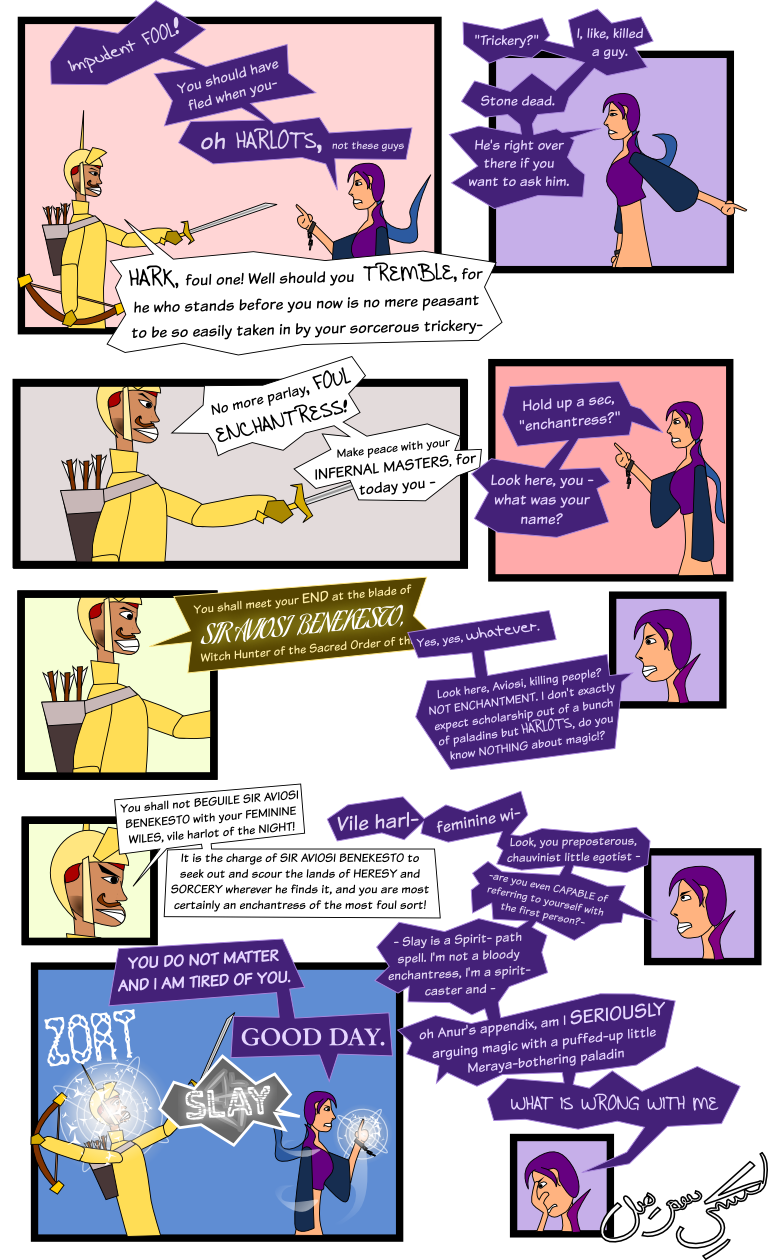 Impudent FOOL!
You should have
fled when you-
oh HARLOTS, not these guys
HARK, foul one! Well should you TREMBLE, for
he who stands before you now is no mere peasant
to be so easily taken in by your sorcerous trickery-
"Trickery?"
I, like, killed
a guy.
Stone dead.
He's right over
there if you
want to ask him.
No more parlay, FOUL
ENCHANTRESS!
Make peace with your
INFERNAL MASTERS, for
today you -
Hold up a sec,
"enchantress?"
Look here, you -
what was your
name?
You shall meet your END at the blade of
SIR AVIOSI BENEKESTO,
Witch Hunter of the Sacred Order of th
Yes, yes, whatever.
Look here, Aviosi, killing people?
NOT ENCHANTMENT. I don't exactly
expect scholarship out of a bunch
of paladins but HARLOTS, do you
know NOTHING about magic!?
You shall not BEGUILE SIR AVIOSI
BENEKESTO with your FEMININE
WILES, vile harlot of the NIGHT!
It is the charge of SIR AVIOSI BENEKESTO to
seek out and scour the lands of HERESY and
SORCERY wherever he finds it, and you are most
certainly an enchantress of the most foul sort!
Vile harl-
feminine wi-
Look, you preposterous,
chauvinist little egotist -
-are you even CAPABLE of
referring to yourself with
the first person?-
- Slay is a Spirit- path
spell. I'm not a bloody
enchantress, I'm a spirit-
caster and -
oh Anur's appendix, am I SERIOUSLY
arguing magic with a puffed-up little
Meraya-bothering paladin
WHAT IS WRONG WITH ME
YOU DO NOT MATTER
AND I AM TIRED OF YOU.
GOOD DAY.
ZORT
SLAY